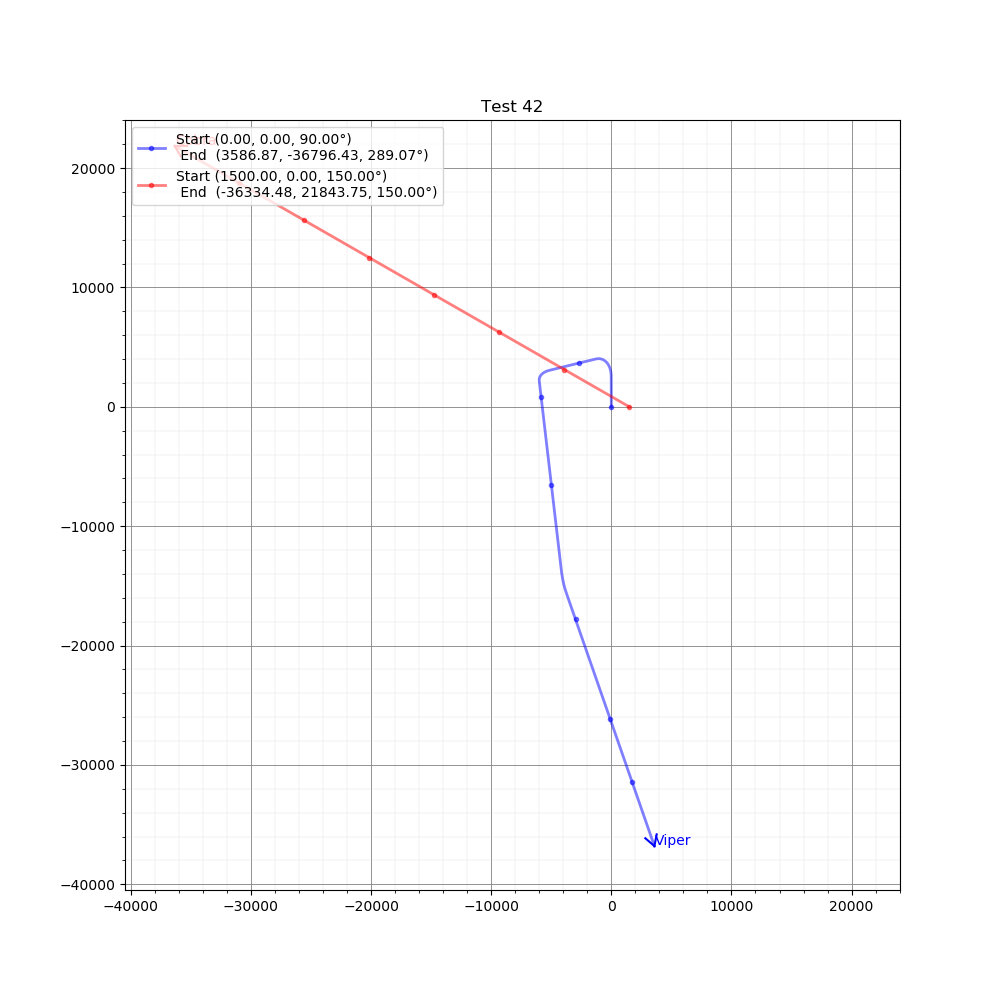 Test 42
Start (0.00, 0.00, 90.00°)
End (3586.87, -36796.43, 289.07°)
Start (1500.00, 0.00, 150.00°)
End (-36334.48, 21843.75, 150.00°)
20000
10000
0
−10000
−20000
−30000
−40000
Viper
−40000 −30000 −20000 −10000 0 10000 20000